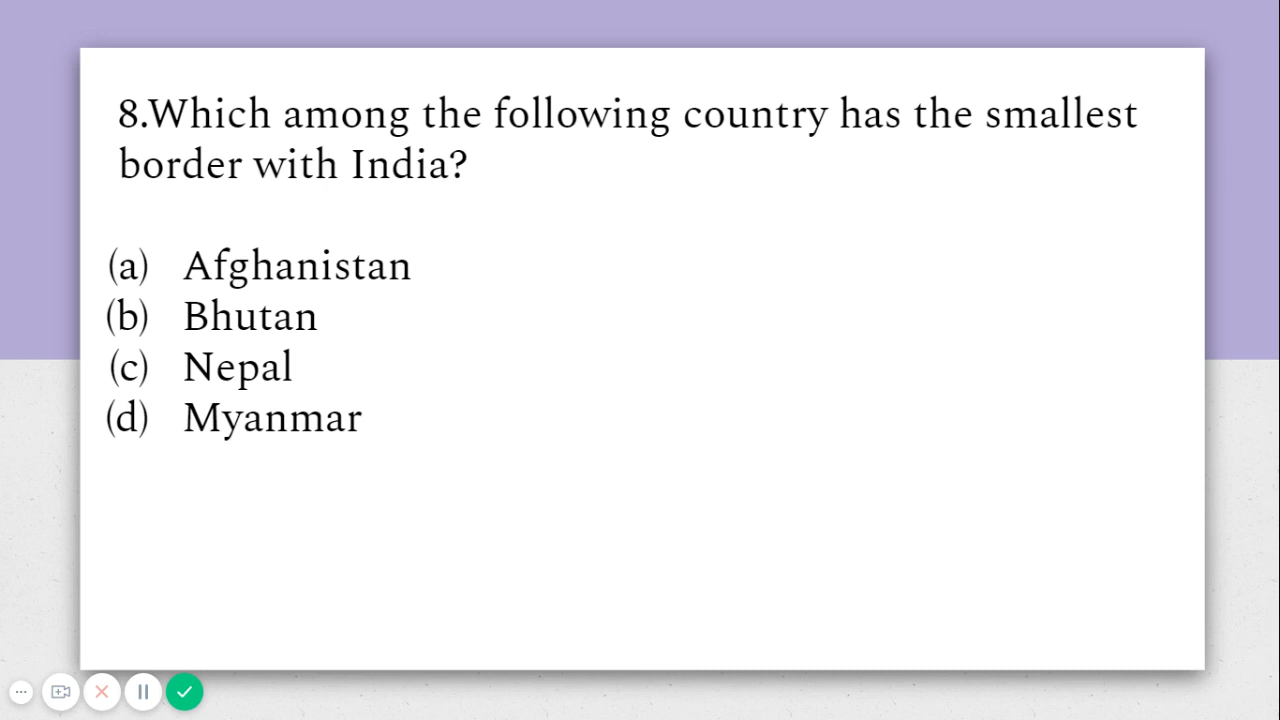 8.Which among the following country has the smallest
border with India?
(a) Afghanistan
(b) Bhutan
(c) Nepal
(d) Myanmar